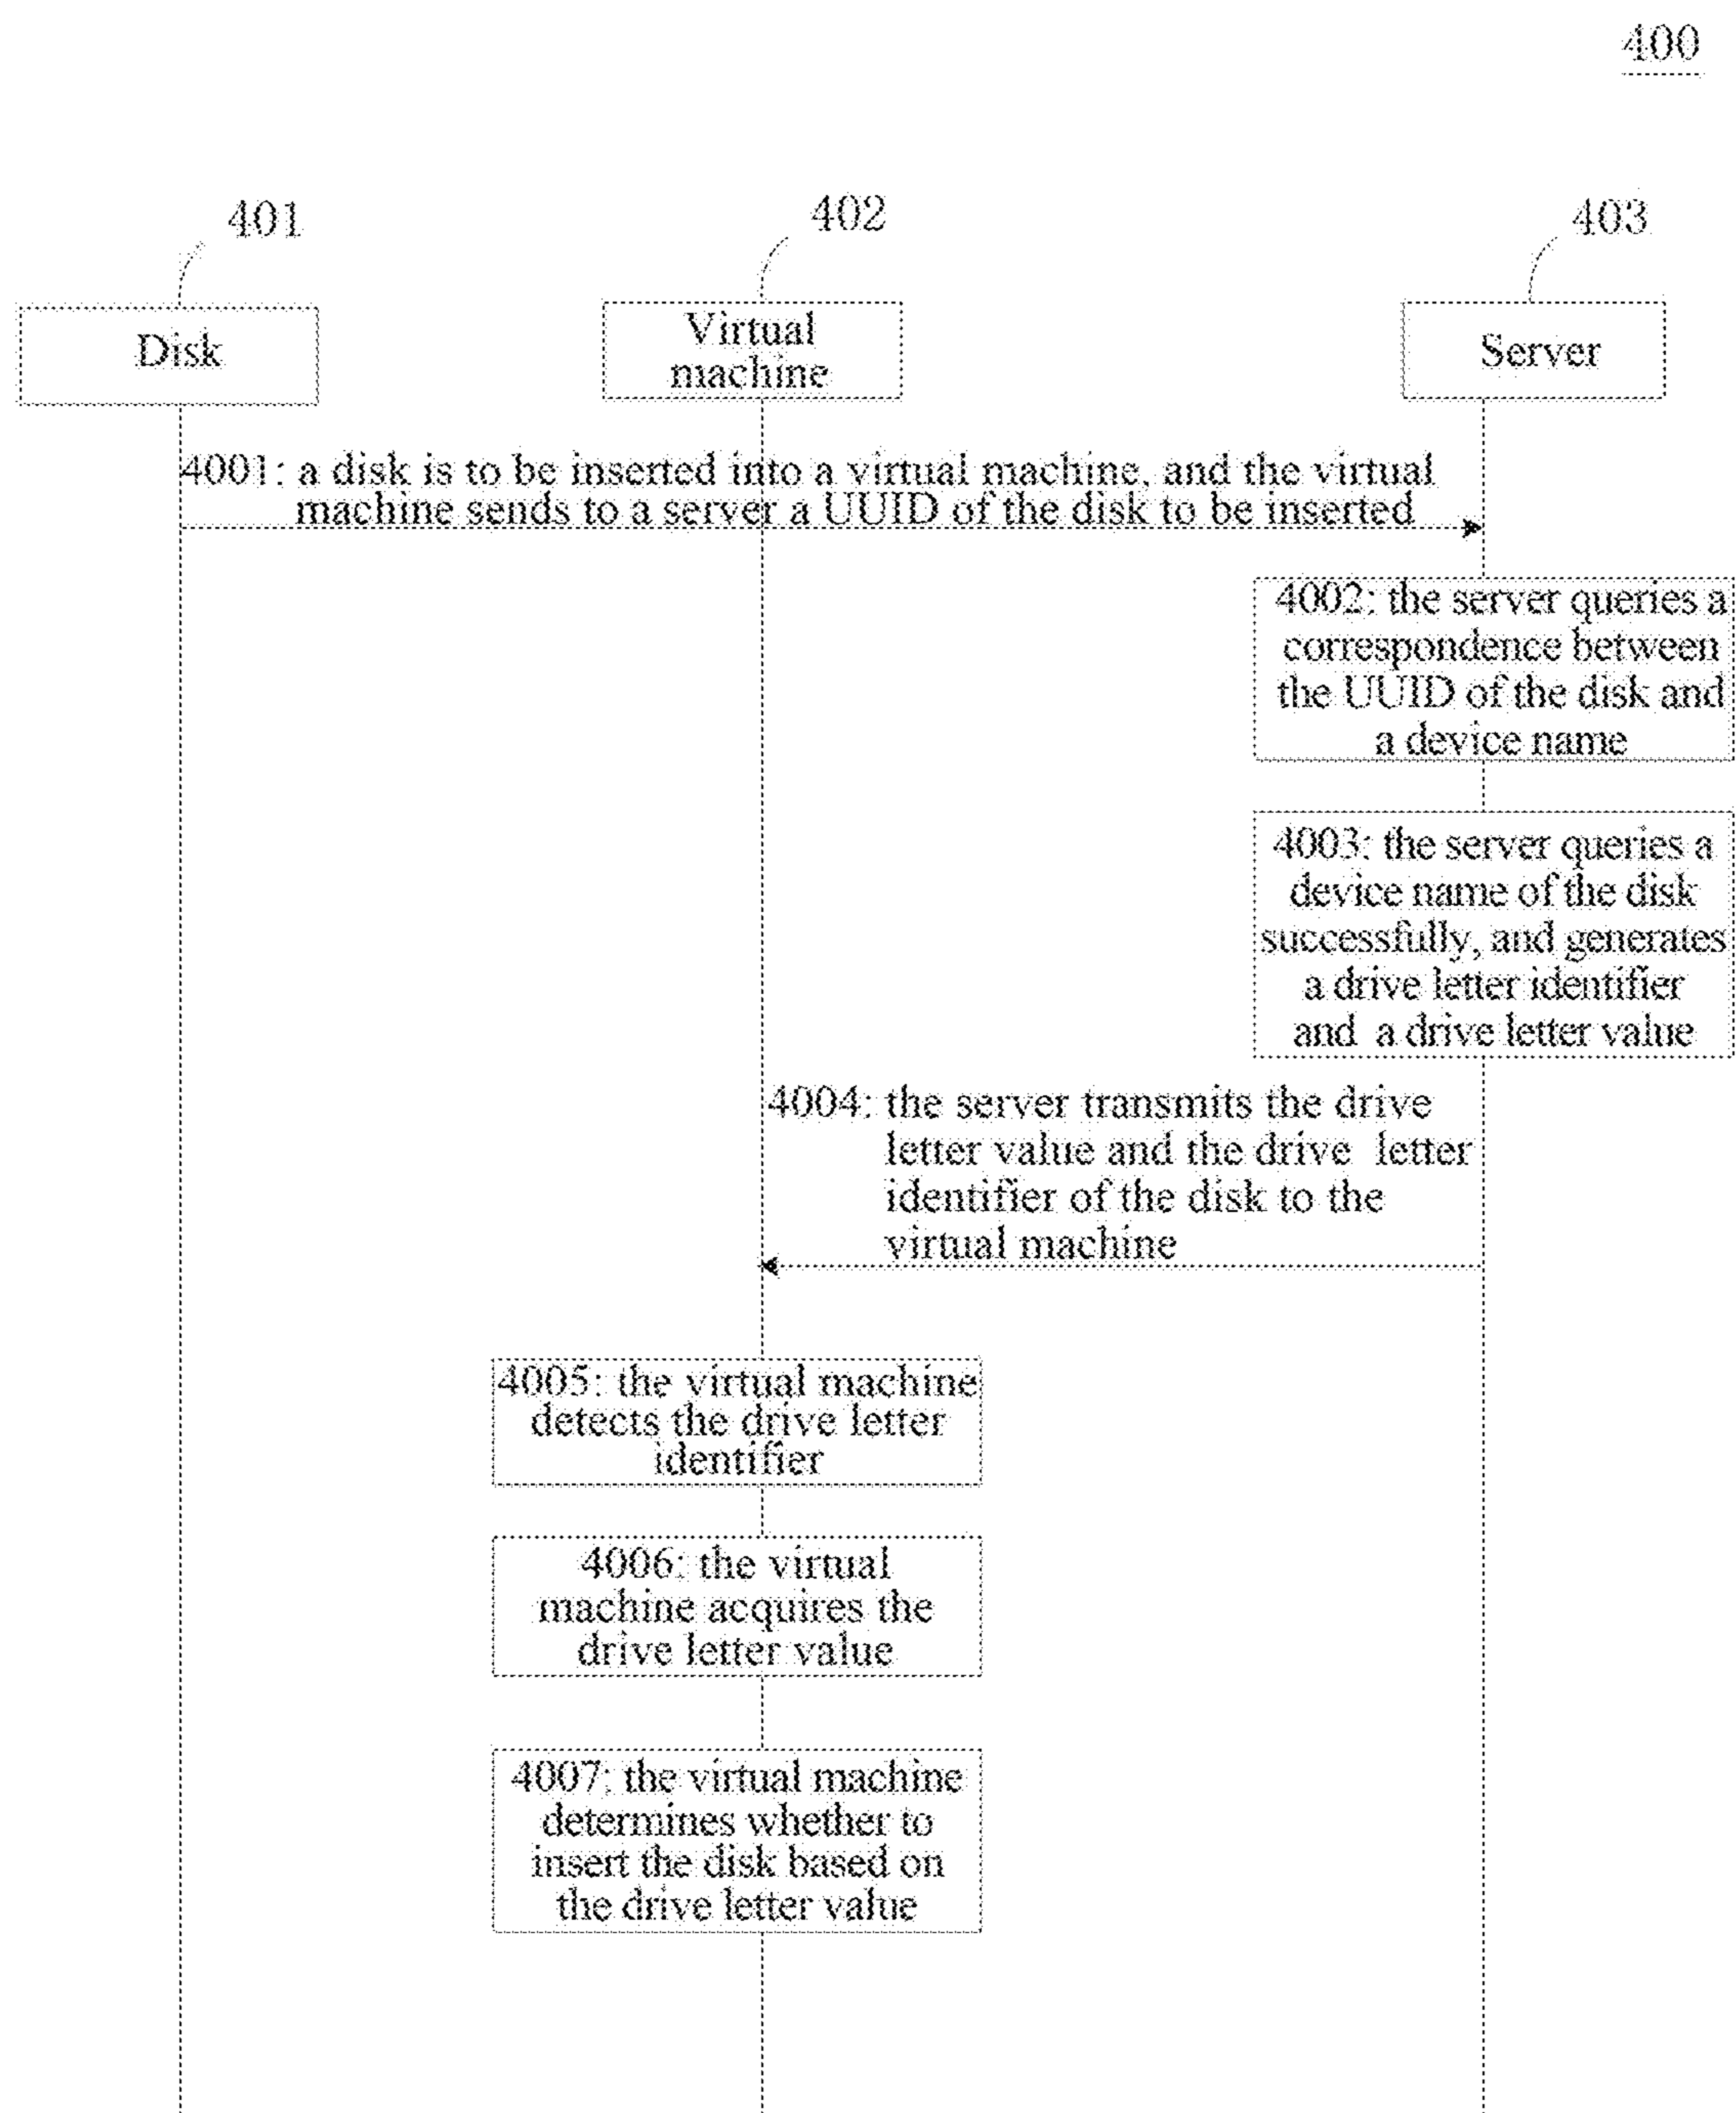 400
401
402
403
Disk
Virtual
machine
Server
4001: a disk is to be inserted into a virtual machine, and the virtual
machine sends to a server a UUID of the disk to be inserted
4002: the server queries a
correspondence between
the UUID of the disk and
a device name
4003: the server queries a
device name of the disk
successfully, and generates
a drive letter identifier
and a drive letter value
4004: the server transmits the drive
letter value and the drive letter
identifier of the disk to the
virtual machine
4005: the virtual machine
detects the drive letter
identifier
4006: the virtual
machine acquires the
drive letter value
4007: the virtual machine
determines whether to
insert the disk based on
the drive letter value